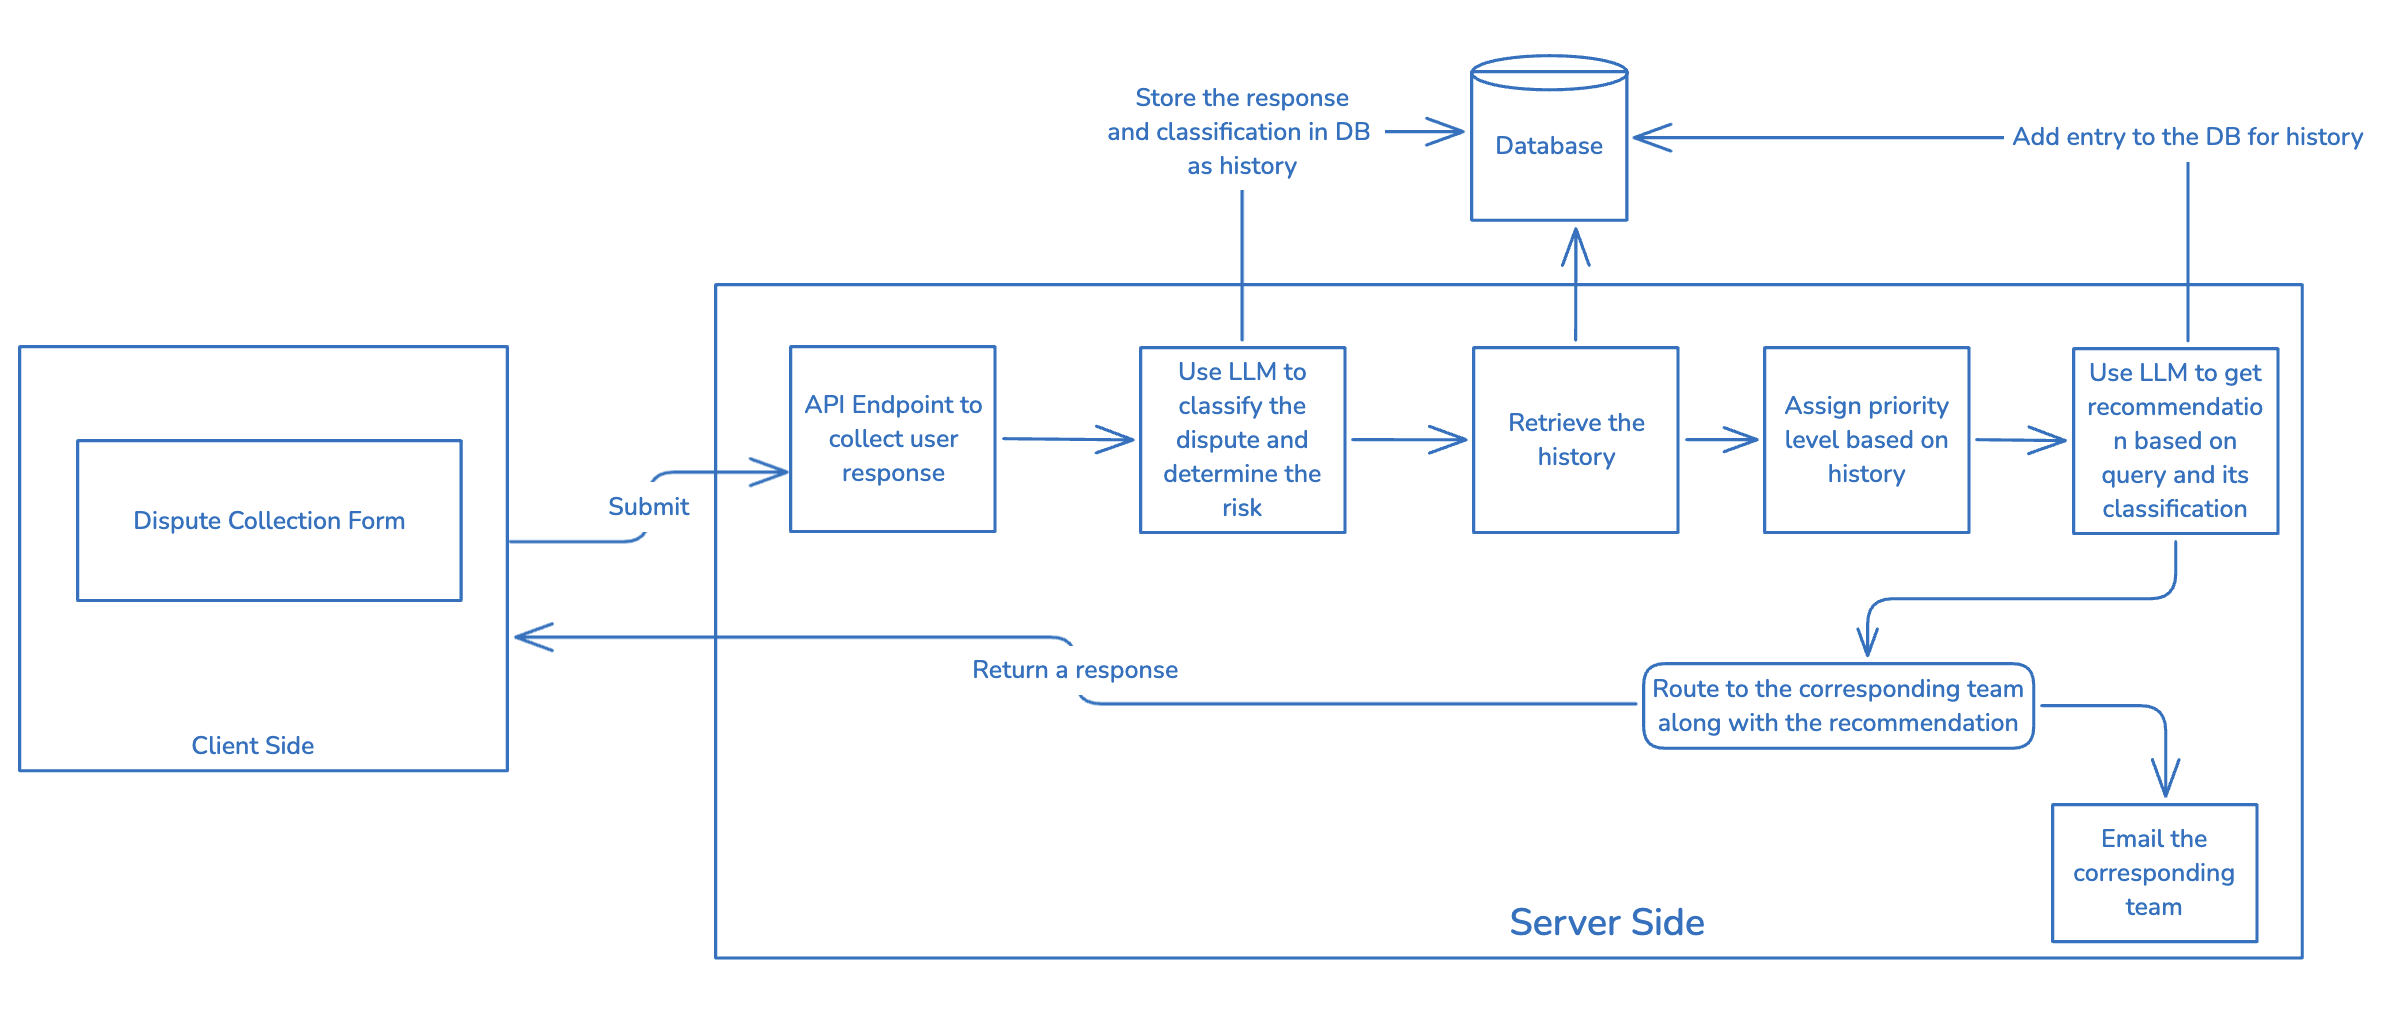 Store the response
and classification in DB
as history
Database
Add entry to the DB for history
API Endpoint to
collect user
response
Use LLM to
classify the
dispute and
determine the
risk
Retrieve the
history
Assign priority
level based on
history
Use LLM to get
recommendatio
n based on
query and its
classification
Submit
Dispute Collection Form
Return a response
Route to the corresponding team
along with the recommendation
Client Side
Email the
corresponding
team
Server Side